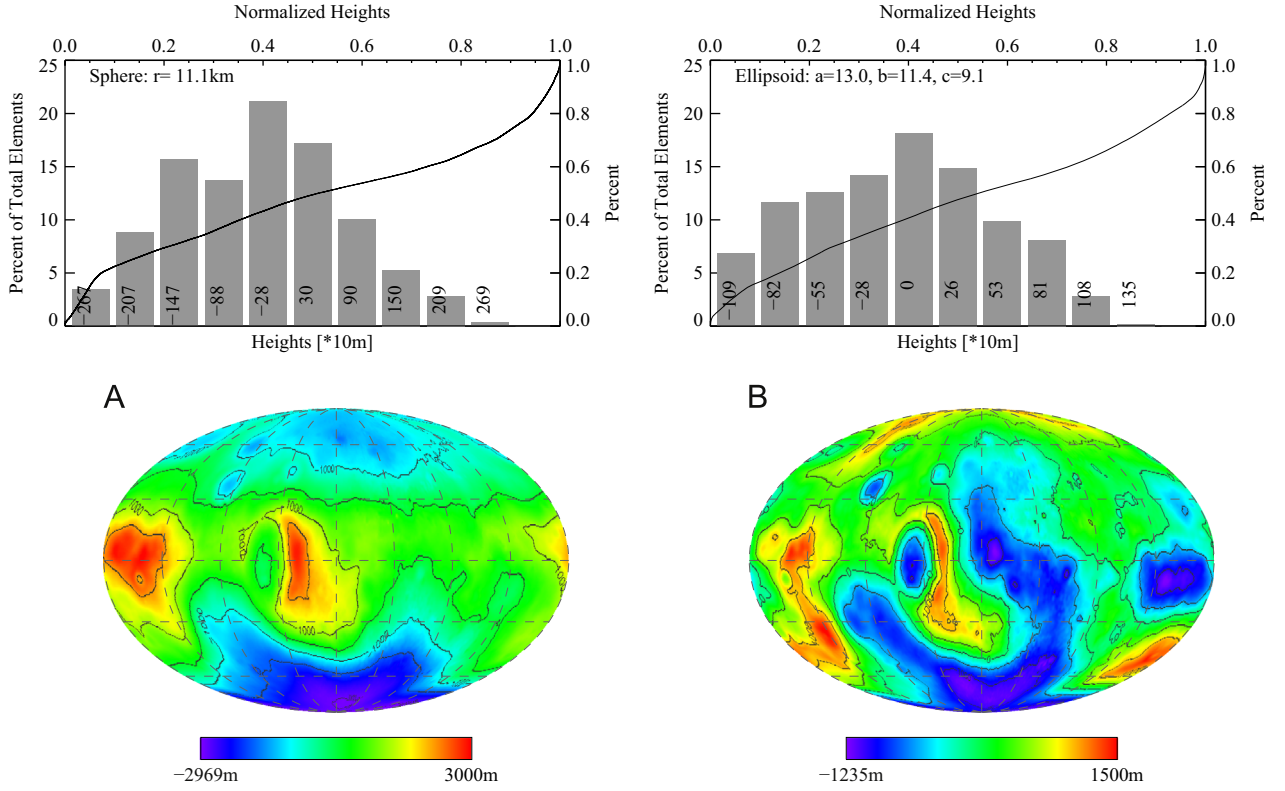 Normalized Heights
0.0 0.2 0.4 0.6 0.8 1.0
Sphere: r= 11.1km
Percent of Total Elements
25
20
15
10
5
0
1.0
0.8
0.6
0.4
0.2
0.0
Percent
−267 −207 −147 −88 −28 30 90 150 209 269
Heights [*10m]
Normalized Heights
0.0 0.2 0.4 0.6 0.8 1.0
Ellipsoid: a=13.0, b=11.4, c=9.1
Percent of Total Elements
25
20
15
10
5
0
1.0
0.8
0.6
0.4
0.2
0.0
Percent
−109 −82 −55 −28 0 26 53 81 108 135
Heights [*10m]
A
-1000
1000
1000
1000
1000
−2969m 3000m
B
−1235m 1500m